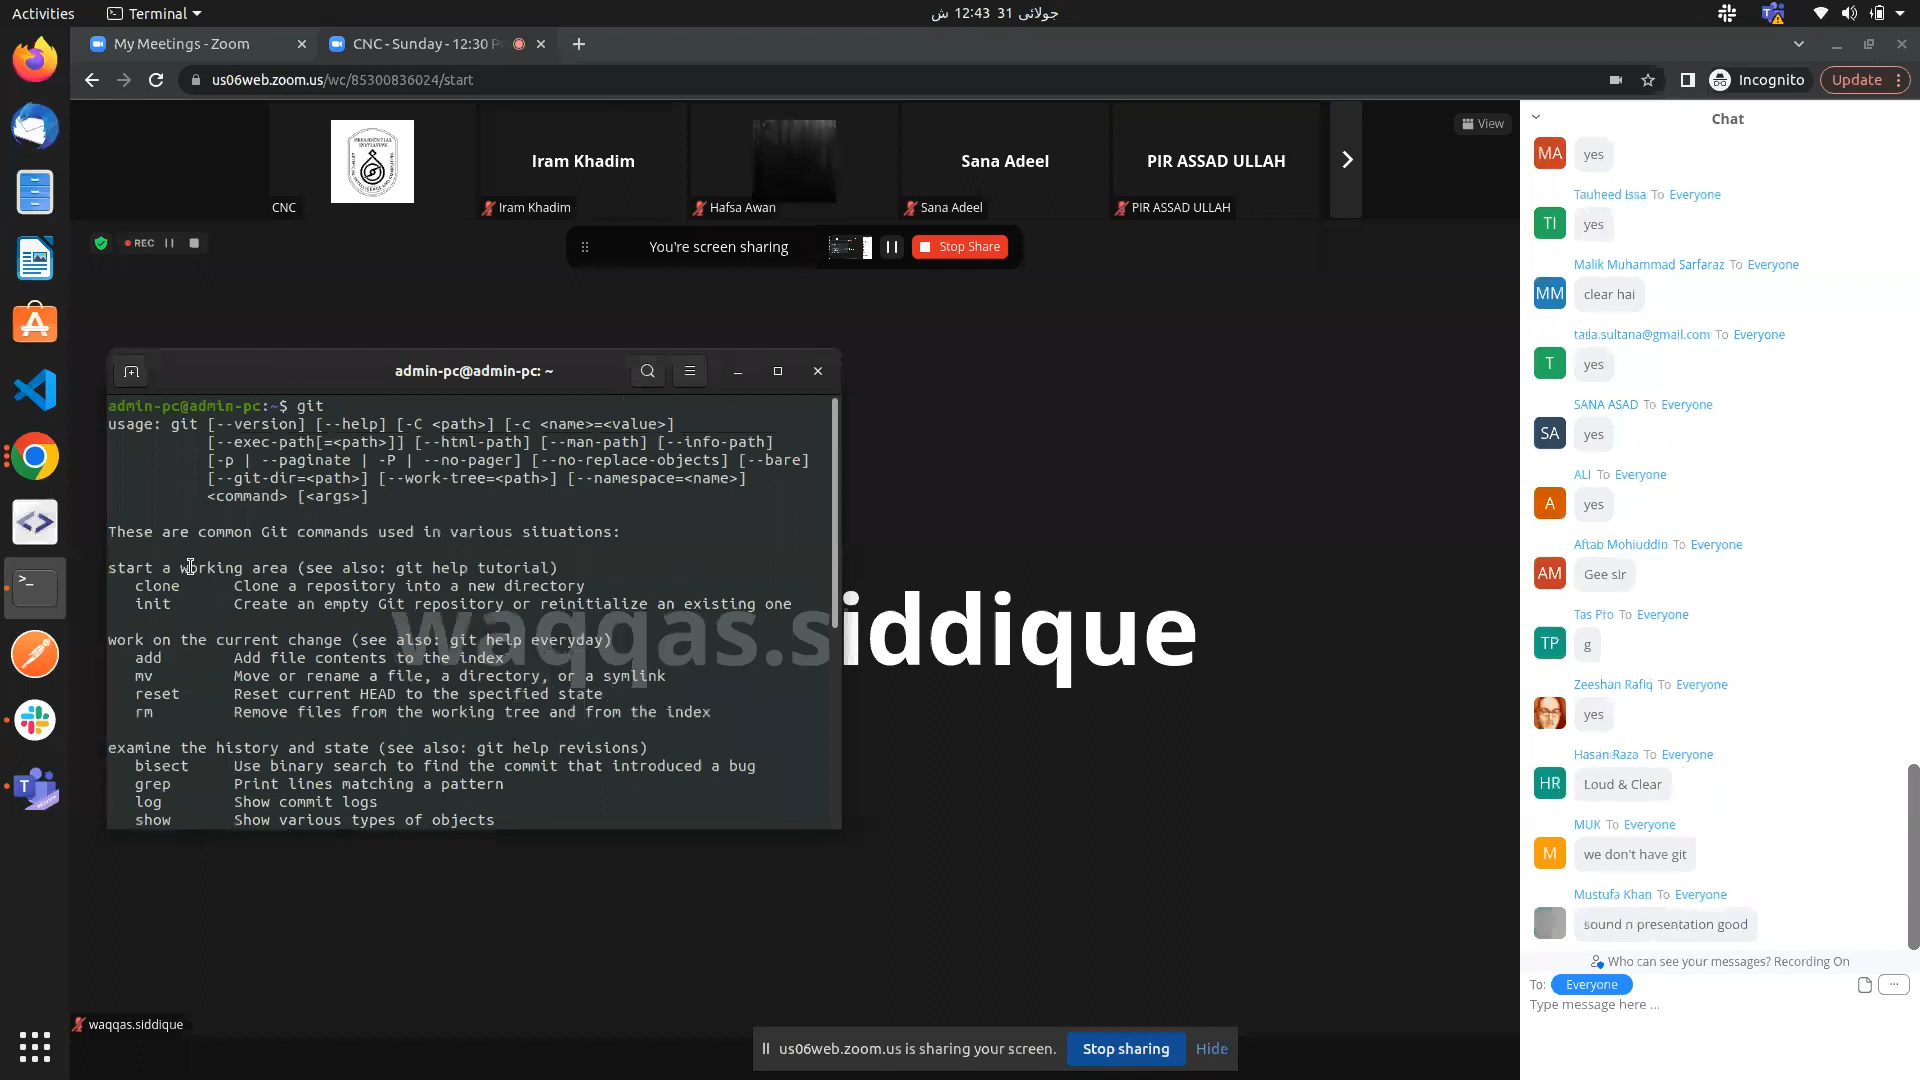 Activities
Terminal
جولائی 31 12:43 ش
My Meetings - Zoom
CNC - Sunday - 12:30 P
us06web.zoom.us/wc/85300836024/start
Incognito
Update
CNC
PRESIDENTIAL INITIATIVE
Iram Khadim
Iram Khadim
Hafsa Awan
Sana Adeel
Sana Adeel
PIR ASSAD ULLAH
PIR ASSAD ULLAH
View
REC
You're screen sharing
Stop Share
admin-pc@admin-pc: ~
admin-pc@admin-pc:~$ git
usage: git [--version] [--help] [-C <path>] [-c <name>=<value>]
[--exec-path[=<path>]] [--html-path] [--man-path] [--info-path]
[-p | --paginate | -P | --no-pager] [--no-replace-objects] [--bare]
[--git-dir=<path>] [--work-tree=<path>] [--namespace=<name>]
<command> [<args>]
These are common Git commands used in various situations:
start a working area (see also: git help tutorial)
clone Clone a repository into a new directory
init Create an empty Git repository or reinitialize an existing one
work on the current change (see also: git help everyday)
add Add file contents to the index
mv Move or rename a file, a directory, or a symlink
reset Reset current HEAD to the specified state
rm Remove files from the working tree and from the index
examine the history and state (see also: git help revisions)
bisect Use binary search to find the commit that introduced a bug
grep Print lines matching a pattern
log Show commit logs
show Show various types of objects
waqqas.siddique
waqqas.siddique
us06web.zoom.us is sharing your screen.
Stop sharing
Hide
Chat
MA
yes
Tauheed Issa To Everyone
TI
yes
Malik Muhammad Sarfaraz To Everyone
MM
clear hai
taila.sultana@gmail.com To Everyone
T
yes
SANA ASAD To Everyone
SA
yes
ALI To Everyone
A
yes
Aftab Mohiuddin To Everyone
AM
Gee sir
Tas Pro To Everyone
TP
g
Zeeshan Rafiq To Everyone
yes
Hasan Raza To Everyone
HR
Loud & Clear
MUK To Everyone
M
we don't have git
Mustufa Khan To Everyone
sound n presentation good
Who can see your messages? Recording On
To: Everyone
Type message here ...